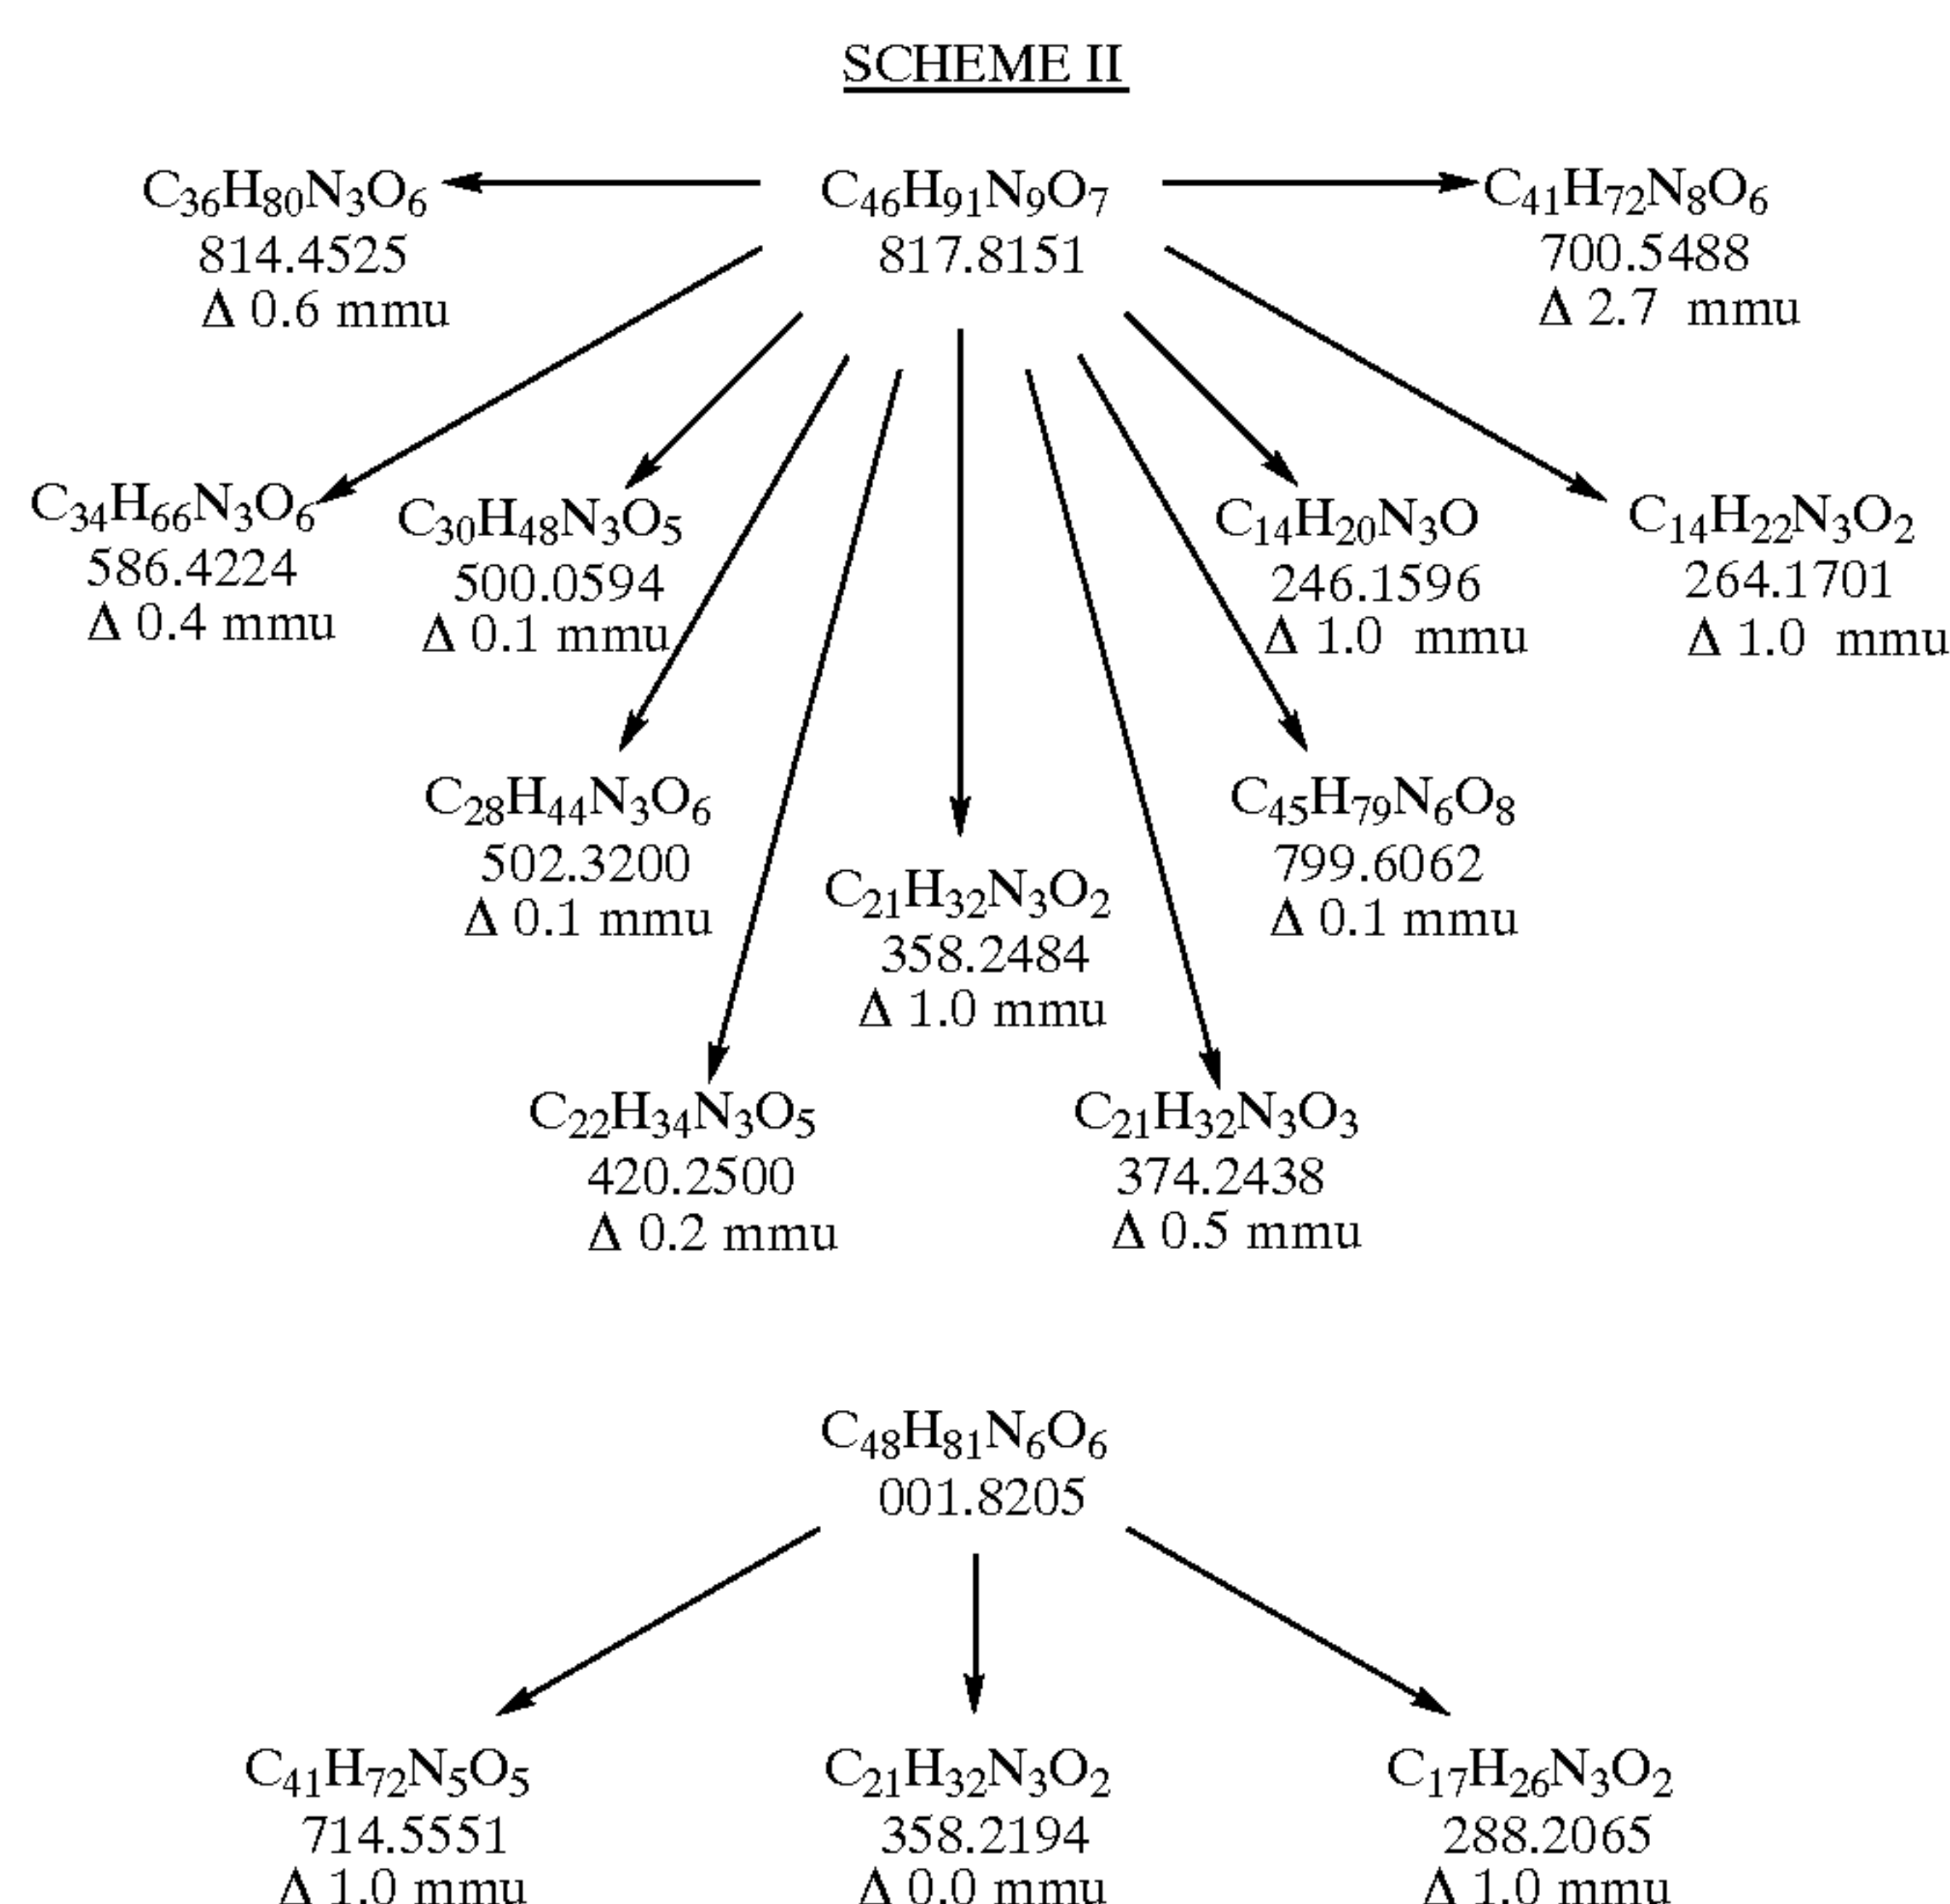 SCHEME II
C36H80N3O6
814.4525
Δ 0.6 mmu
C46H91N9O7
817.8151
C41H72N8O6
700.5488
Δ 2.7 mmu
C34H66N3O6
586.4224
Δ 0.4 mmu
C30H48N3O5
500.0594
Δ 0.1 mmu
C14H20N3O
246.1596
Δ 1.0 mmu
C14H22N3O2
264.1701
Δ 1.0 mmu
C28H44N3O6
502.3200
Δ 0.1 mmu
C21H32N3O2
358.2484
Δ 1.0 mmu
C45H79N6O8
799.6062
Δ 0.1 mmu
C22H34N3O5
420.2500
Δ 0.2 mmu
C21H32N3O3
374.2438
Δ 0.5 mmu
C48H81N6O6
001.8205
C41H72N5O5
714.5551
Δ 1.0 mmu
C21H32N3O2
358.2194
Δ 0.0 mmu
C17H26N3O2
288.2065
Δ 1.0 mmu